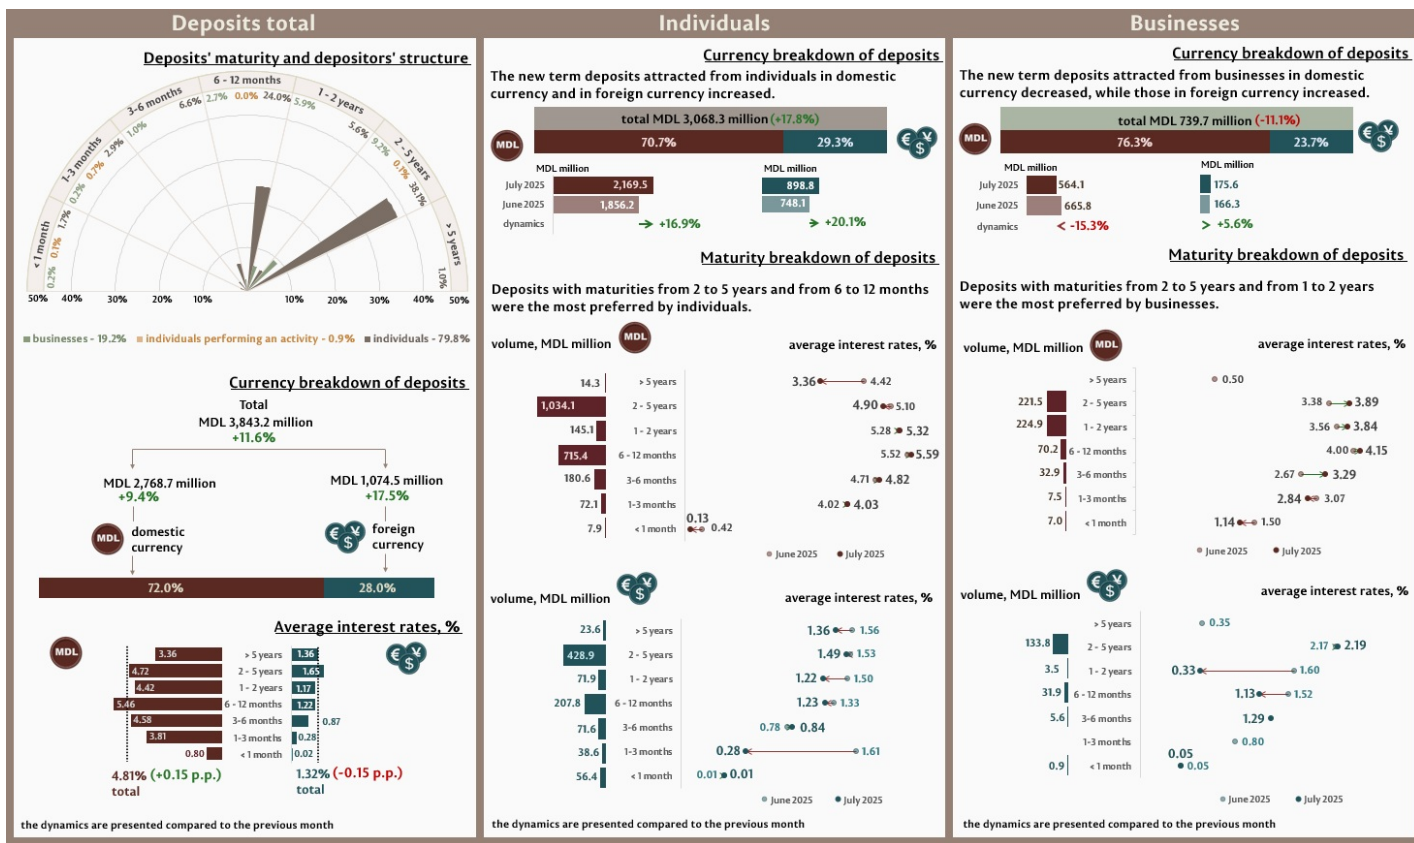 Deposits total
Deposits' maturity and depositors' structure
< 1 month
1-3 months
3-6 months
6 - 12 months
1 - 2 years
2 - 5 years
> 5 years
0.2% 0.1% 1.7%
0.2% 0.7% 2.9%
1.0% 6.6%
2.7% 0.0% 24.0%
5.9% 5.6%
9.2% 0.1% 38.1%
1.0%
50% 40% 30% 20% 10% 10% 20% 30% 40% 50%
businesses - 19.2% individuals performing an activity - 0.9% individuals - 79.8%
Currency breakdown of deposits
Total
MDL 3,843.2 million
+11.6%
MDL 2,768.7 million
+9.4%
MDL 1,074.5 million
+17.5%
MDL
domestic
currency
€ ¥ $
foreign
currency
72.0% 28.0%
Average interest rates, %
MDL
€ ¥ $
3.36 > 5 years 1.36
4.72 2 - 5 years 1.65
4.42 1 - 2 years 1.17
5.46 6 - 12 months 1.22
4.58 3-6 months 0.87
3.81 1-3 months 0.28
0.80 < 1 month 0.02
4.81% (+0.15 p.p.)
total
1.32% (-0.15 p.p.)
total
the dynamics are presented compared to the previous month
Individuals
Currency breakdown of deposits
The new term deposits attracted from individuals in domestic
currency and in foreign currency increased.
total MDL 3,068.3 million (+17.8%)
MDL 70.7% 29.3% € ¥ $
MDL million MDL million
July 2025 2,169.5 898.8
June 2025 1,856.2 748.1
dynamics +16.9% +20.1%
Maturity breakdown of deposits
Deposits with maturities from 2 to 5 years and from 6 to 12 months
were the most preferred by individuals.
volume, MDL million MDL average interest rates, %
14.3 > 5 years 3.36 4.42
1,034.1 2 - 5 years 4.90 5.10
145.1 1 - 2 years 5.28 5.32
715.4 6 - 12 months 5.52 5.59
180.6 3-6 months 4.71 4.82
72.1 1-3 months 4.02 4.03
7.9 < 1 month 0.13 0.42
June 2025 July 2025
volume, MDL million € ¥ $ average interest rates, %
23.6 > 5 years 1.36 1.56
428.9 2 - 5 years 1.49 1.53
71.9 1 - 2 years 1.22 1.50
207.8 6 - 12 months 1.23 1.33
71.6 3-6 months 0.78 0.84
38.6 1-3 months 0.28 1.61
56.4 < 1 month 0.01 0.01
June 2025 July 2025
the dynamics are presented compared to the previous month
Businesses
Currency breakdown of deposits
The new term deposits attracted from businesses in domestic
currency decreased, while those in foreign currency increased.
total MDL 739.7 million (-11.1%)
MDL 76.3% 23.7% € ¥ $
MDL million MDL million
July 2025 564.1 175.6
June 2025 665.8 166.3
dynamics < -15.3% > +5.6%
Maturity breakdown of deposits
Deposits with maturities from 2 to 5 years and from 1 to 2 years
were the most preferred by businesses.
volume, MDL million MDL average interest rates, %
> 5 years 0.50
221.5 2 - 5 years 3.38 3.89
224.9 1 - 2 years 3.56 3.84
70.2 6 - 12 months 4.00 4.15
32.9 3-6 months 2.67 3.29
7.5 1-3 months 2.84 3.07
7.0 < 1 month 1.14 1.50
June 2025 July 2025
volume, MDL million € ¥ $ average interest rates, %
> 5 years 0.35
133.8 2 - 5 years 2.17 2.19
3.5 1 - 2 years 0.33 1.60
31.9 6 - 12 months 1.13 1.52
5.6 3-6 months 1.29
1-3 months 0.80
0.9 < 1 month 0.05 0.05
June 2025 July 2025
the dynamics are presented compared to the previous month